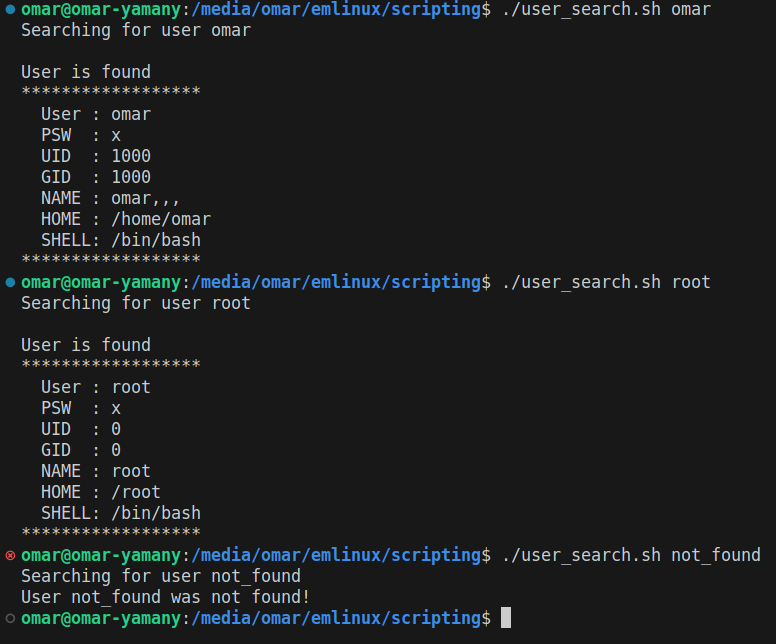 omar@omar-yamany:/media/omar/emlinux/scripting$ ./user_search.sh omar
Searching for user omar
User is found
******************
User : omar
PSW  : x
UID  : 1000
GID  : 1000
NAME : omar,,,
HOME : /home/omar
SHELL: /bin/bash
******************
omar@omar-yamany:/media/omar/emlinux/scripting$ ./user_search.sh root
Searching for user root
User is found
******************
User : root
PSW  : x
UID  : 0
GID  : 0
NAME : root
HOME : /root
SHELL: /bin/bash
******************
omar@omar-yamany:/media/omar/emlinux/scripting$ ./user_search.sh not_found
Searching for user not_found
User not_found was not found!
omar@omar-yamany:/media/omar/emlinux/scripting$